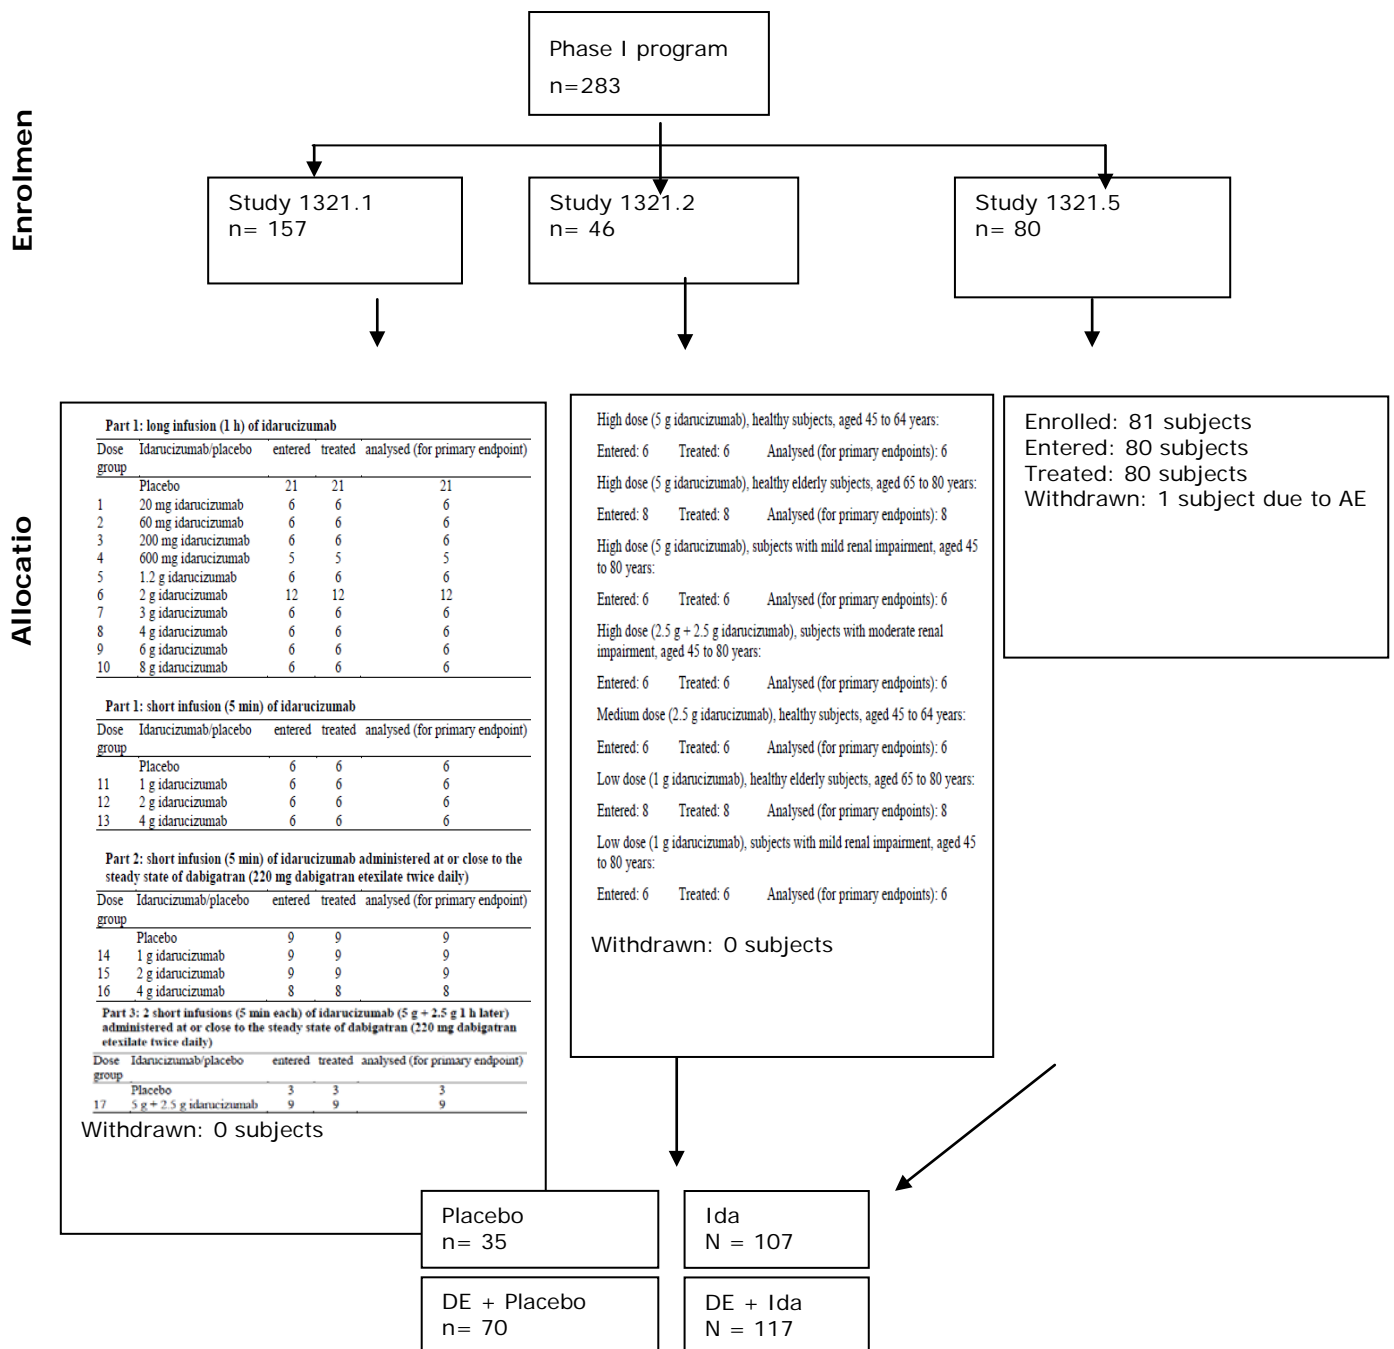 Phase I program
n=283
Enrolmen
Study 1321.1
n= 157
Study 1321.2
n= 46
Study 1321.5
n= 80
Allocatio
Part 1: long infusion (1 h) of idarucizumab
Dose group Idarucizumab/placebo entered treated analysed (for primary endpoint)
Placebo 21 21 21
1 20 mg idarucizumab 6 6 6
2 60 mg idarucizumab 6 6 6
3 200 mg idarucizumab 6 6 6
4 600 mg idarucizumab 5 5 5
5 1.2 g idarucizumab 6 6 6
6 2 g idarucizumab 12 12 12
7 3 g idarucizumab 6 6 6
8 4 g idarucizumab 6 6 6
9 6 g idarucizumab 6 6 6
10 8 g idarucizumab 6 6 6
Part 1: short infusion (5 min) of idarucizumab
Dose group Idarucizumab/placebo entered treated analysed (for primary endpoint)
Placebo 6 6 6
11 1 g idarucizumab 6 6 6
12 2 g idarucizumab 6 6 6
13 4 g idarucizumab 6 6 6
Part 2: short infusion (5 min) of idarucizumab administered at or close to the
steady state of dabigatran (220 mg dabigatran etexilate twice daily)
Dose group Idarucizumab/placebo entered treated analysed (for primary endpoint)
Placebo 9 9 9
14 1 g idarucizumab 9 9 9
15 2 g idarucizumab 9 9 9
16 4 g idarucizumab 8 8 8
Part 3: 2 short infusions (5 min each) of idarucizumab (5 g + 2.5 g 1 h later)
administered at or close to the steady state of dabigatran (220 mg dabigatran
etexilate twice daily)
Dose group Idarucizumab/placebo entered treated analysed (for primary endpoint)
Placebo 3 3 3
17 5 g + 2.5 g idarucizumab 9 9 9
Withdrawn: 0 subjects
High dose (5 g idarucizumab), healthy subjects, aged 45 to 64 years:
Entered: 6 Treated: 6 Analysed (for primary endpoints): 6
High dose (5 g idarucizumab), healthy elderly subjects, aged 65 to 80 years:
Entered: 8 Treated: 8 Analysed (for primary endpoints): 8
High dose (5 g idarucizumab), subjects with mild renal impairment, aged 45
to 80 years:
Entered: 6 Treated: 6 Analysed (for primary endpoints): 6
High dose (2.5 g + 2.5 g idarucizumab), subjects with moderate renal
impairment, aged 45 to 80 years:
Entered: 6 Treated: 6 Analysed (for primary endpoints): 6
Medium dose (2.5 g idarucizumab), healthy subjects, aged 45 to 64 years:
Entered: 6 Treated: 6 Analysed (for primary endpoints): 6
Low dose (1 g idarucizumab), healthy elderly subjects, aged 65 to 80 years:
Entered: 8 Treated: 8 Analysed (for primary endpoints): 8
Low dose (1 g idarucizumab), subjects with mild renal impairment, aged 45
to 80 years:
Entered: 6 Treated: 6 Analysed (for primary endpoints): 6
Withdrawn: 0 subjects
Enrolled: 81 subjects
Entered: 80 subjects
Treated: 80 subjects
Withdrawn: 1 subject due to AE
Placebo
n= 35
Ida
N = 107
DE + Placebo
n= 70
DE + Ida
N = 117